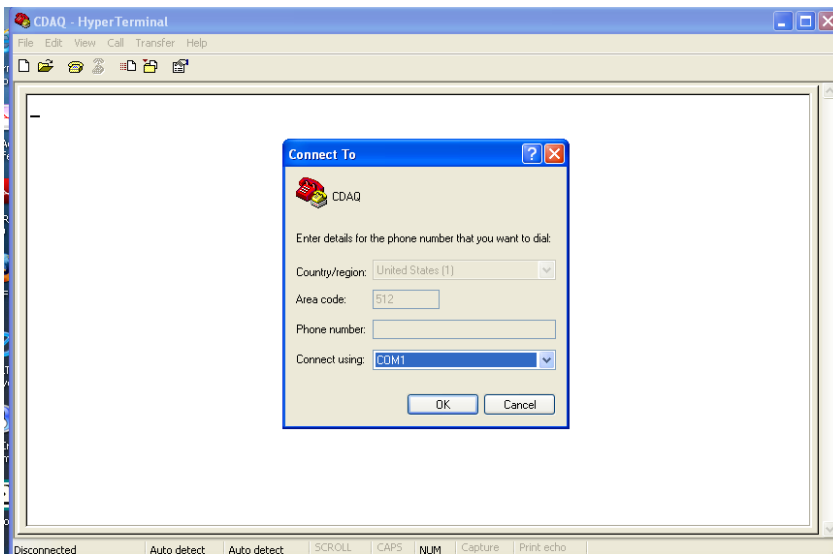 CDAQ - HyperTerminal
File Edit View Call Transfer Help
Connect To
CDAQ
Enter details for the phone number that you want to dial:
Country/region: United States (1)
Area code: 512
Phone number:
Connect using: COM1
OK Cancel
Disconnected Auto detect Auto detect SCROLL CAPS NUM Capture Print echo